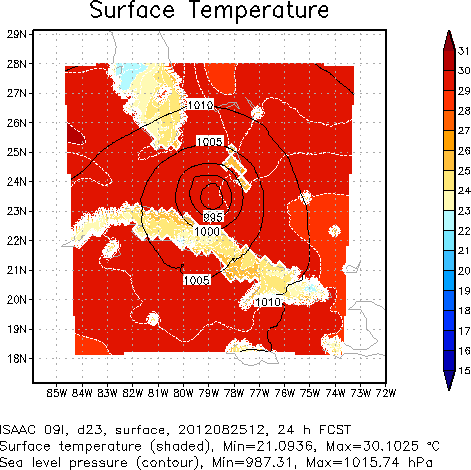 Surface Temperature
29N
28N
27N
26N
25N
24N
23N
22N
21N
20N
19N
18N
1010
1005
995
1000
1005
1010
85W 84W 83W 82W 81W 80W 79W 78W 77W 76W 75W 74W 73W 72W
31
30
29
28
27
26
25
24
23
22
21
20
19
18
17
16
15
ISAAC 09l, d23, surface, 2012082512, 24 h FCST
Surface temperature (shaded), Min=21.0936, Max=30.1025 °C
Sea level pressure (contour), Min=987.31, Max=1015.74 hPa